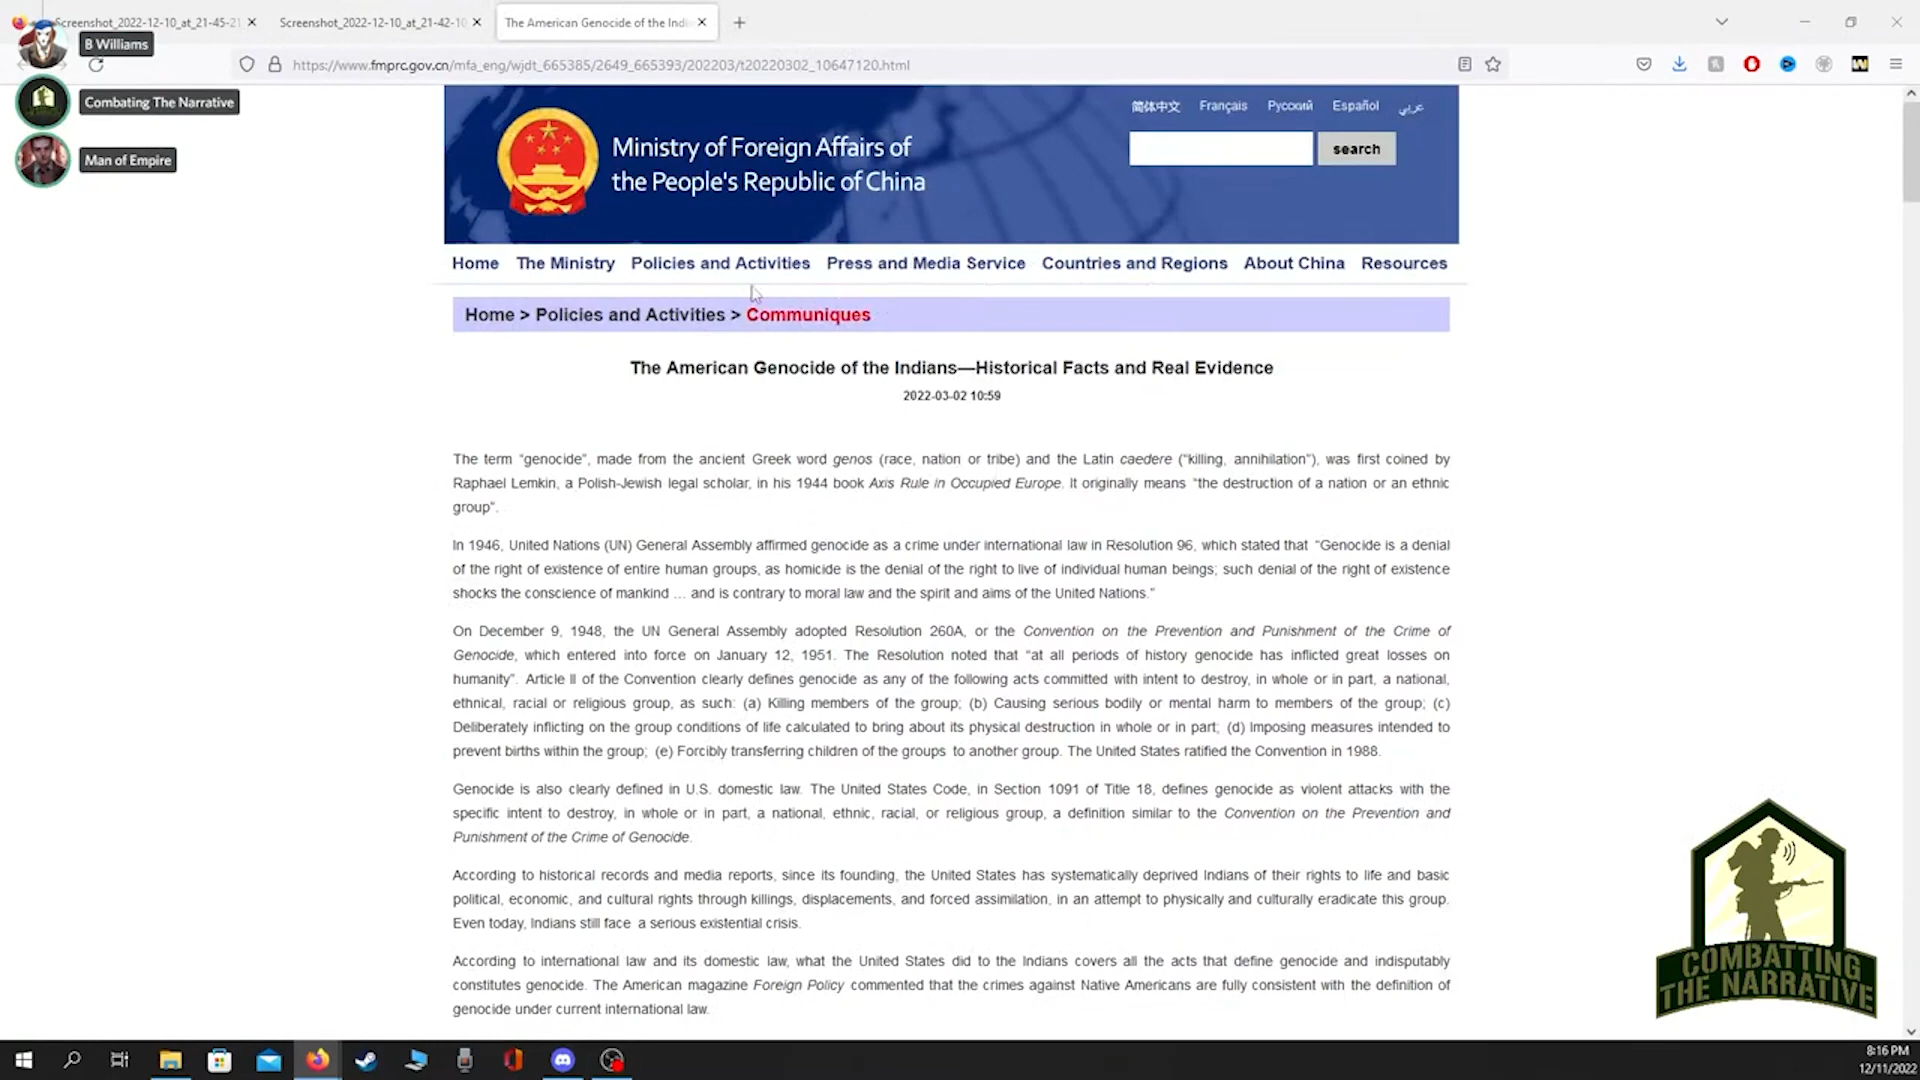 Screenshot_2022-12-10_at_21-45-21
Screenshot_2022-12-10_at_21-42-10
The American Genocide of the Indi
B Williams
https://www.fmprc.gov.cn/mfa_eng/wjdt_665385/2649_665393/202203/t20220302_10647120.html
Combating The Narrative
Man of Empire
简体中文 Français Русский Español عربي
Ministry of Foreign Affairs of
the People's Republic of China
search
Home The Ministry Policies and Activities Press and Media Service Countries and Regions About China Resources
Home > Policies and Activities > Communiques
The American Genocide of the Indians—Historical Facts and Real Evidence
2022-03-02 10:59
The term “genocide”, made from the ancient Greek word genos (race, nation or tribe) and the Latin caedere (“killing, annihilation”), was first coined by
Raphael Lemkin, a Polish-Jewish legal scholar, in his 1944 book Axis Rule in Occupied Europe. It originally means “the destruction of a nation or an ethnic
group”.
In 1946, United Nations (UN) General Assembly affirmed genocide as a crime under international law in Resolution 96, which stated that “Genocide is a denial
of the right of existence of entire human groups, as homicide is the denial of the right to live of individual human beings; such denial of the right of existence
shocks the conscience of mankind ... and is contrary to moral law and the spirit and aims of the United Nations.”
On December 9, 1948, the UN General Assembly adopted Resolution 260A, or the Convention on the Prevention and Punishment of the Crime of
Genocide, which entered into force on January 12, 1951. The Resolution noted that “at all periods of history genocide has inflicted great losses on
humanity”. Article II of the Convention clearly defines genocide as any of the following acts committed with intent to destroy, in whole or in part, a national,
ethnical, racial or religious group, as such: (a) Killing members of the group; (b) Causing serious bodily or mental harm to members of the group; (c)
Deliberately inflicting on the group conditions of life calculated to bring about its physical destruction in whole or in part; (d) Imposing measures intended to
prevent births within the group; (e) Forcibly transferring children of the groups to another group. The United States ratified the Convention in 1988.
Genocide is also clearly defined in U.S. domestic law. The United States Code, in Section 1091 of Title 18, defines genocide as violent attacks with the
specific intent to destroy, in whole or in part, a national, ethnic, racial, or religious group, a definition similar to the Convention on the Prevention and
Punishment of the Crime of Genocide.
According to historical records and media reports, since its founding, the United States has systematically deprived Indians of their rights to life and basic
political, economic, and cultural rights through killings, displacements, and forced assimilation, in an attempt to physically and culturally eradicate this group.
Even today, Indians still face a serious existential crisis.
According to international law and its domestic law, what the United States did to the Indians covers all the acts that define genocide and indisputably
constitutes genocide. The American magazine Foreign Policy commented that the crimes against Native Americans are fully consistent with the definition of
genocide under current international law.
COMBATTING
THE NARRATIVE
8:16 PM
12/11/2022